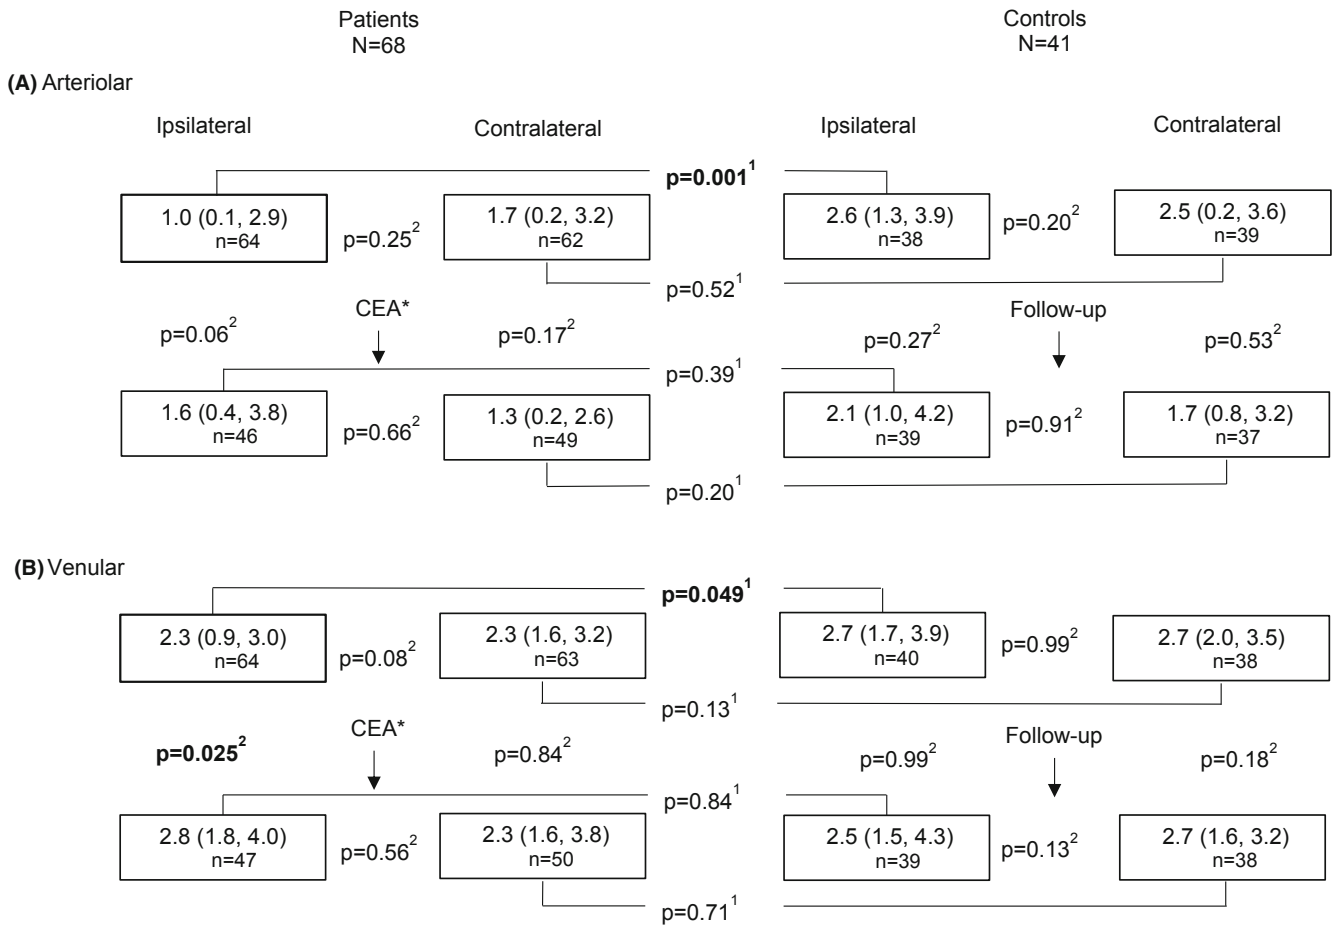 Patients
N=68
Controls
N=41
(A) Arteriolar
Ipsilateral
Contralateral
Ipsilateral
Contralateral
p=0.001¹
1.0 (0.1, 2.9)
n=64
p=0.25²
1.7 (0.2, 3.2)
n=62
2.6 (1.3, 3.9)
n=38
p=0.20²
2.5 (0.2, 3.6)
n=39
p=0.52¹
p=0.06²
CEA*
p=0.17²
p=0.27²
Follow-up
p=0.53²
p=0.39¹
1.6 (0.4, 3.8)
n=46
p=0.66²
1.3 (0.2, 2.6)
n=49
2.1 (1.0, 4.2)
n=39
p=0.91²
1.7 (0.8, 3.2)
n=37
p=0.20¹
(B) Venular
p=0.049¹
2.3 (0.9, 3.0)
n=64
p=0.08²
2.3 (1.6, 3.2)
n=63
2.7 (1.7, 3.9)
n=40
p=0.99²
2.7 (2.0, 3.5)
n=38
p=0.13¹
p=0.025²
CEA*
p=0.84²
p=0.99²
Follow-up
p=0.18²
p=0.84¹
2.8 (1.8, 4.0)
n=47
p=0.56²
2.3 (1.6, 3.8)
n=50
2.5 (1.5, 4.3)
n=39
p=0.13²
2.7 (1.6, 3.2)
n=38
p=0.71¹